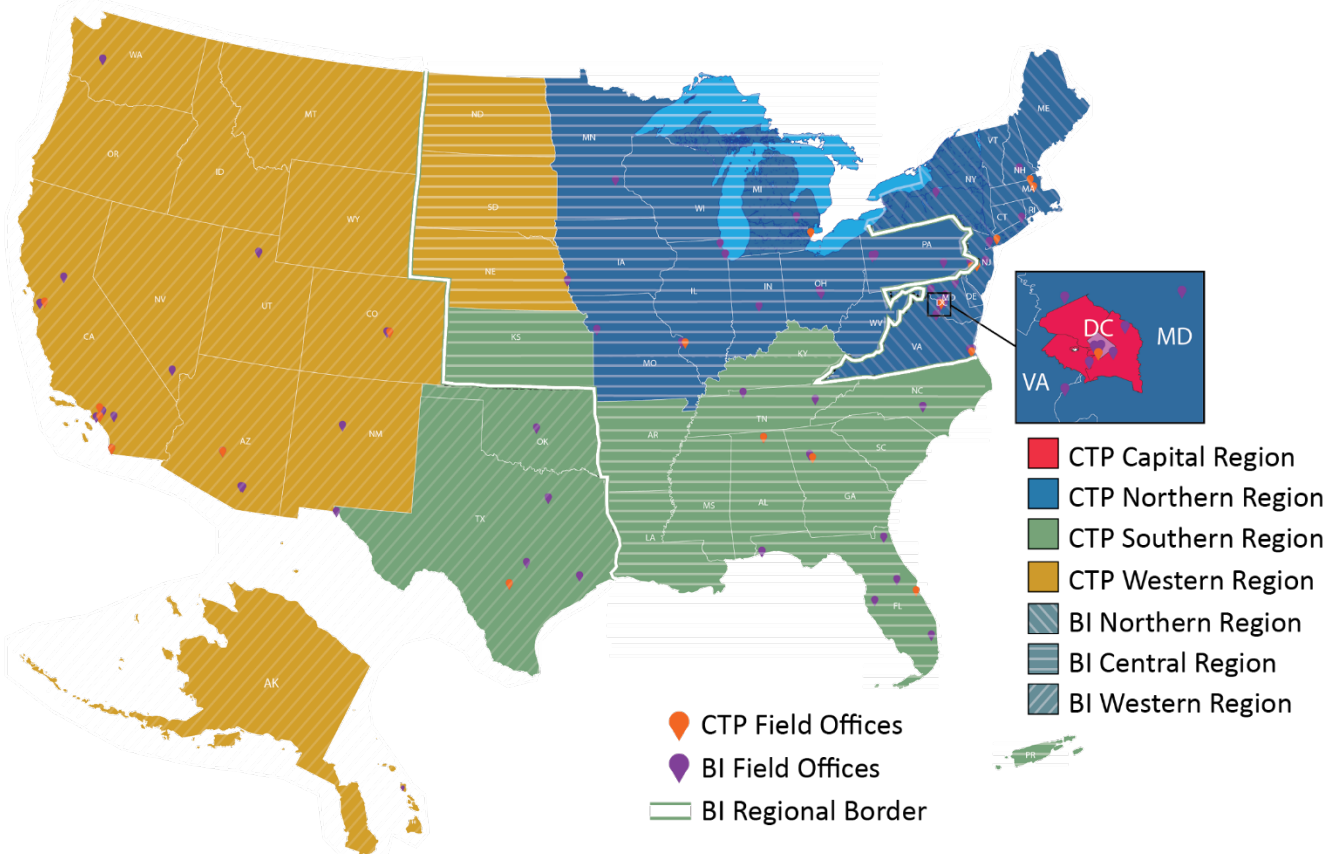 WA
MT
ND
MN
ME
VT
OR
ID
MI
NY
NH
WI
MA
SD
WY
CT
RI
PA
NE
IA
NJ
NV
UT
IL
IN
OH
MD
DE
DC
CO
CA
KS
MO
WV
VA
KY
DC
MD
VA
NC
TN
OK
AZ
NM
AR
SC
MS
AL
GA
TX
LA
FL
AK
PR
CTP Capital Region
CTP Northern Region
CTP Southern Region
CTP Western Region
BI Northern Region
BI Central Region
BI Western Region
CTP Field Offices
BI Field Offices
BI Regional Border